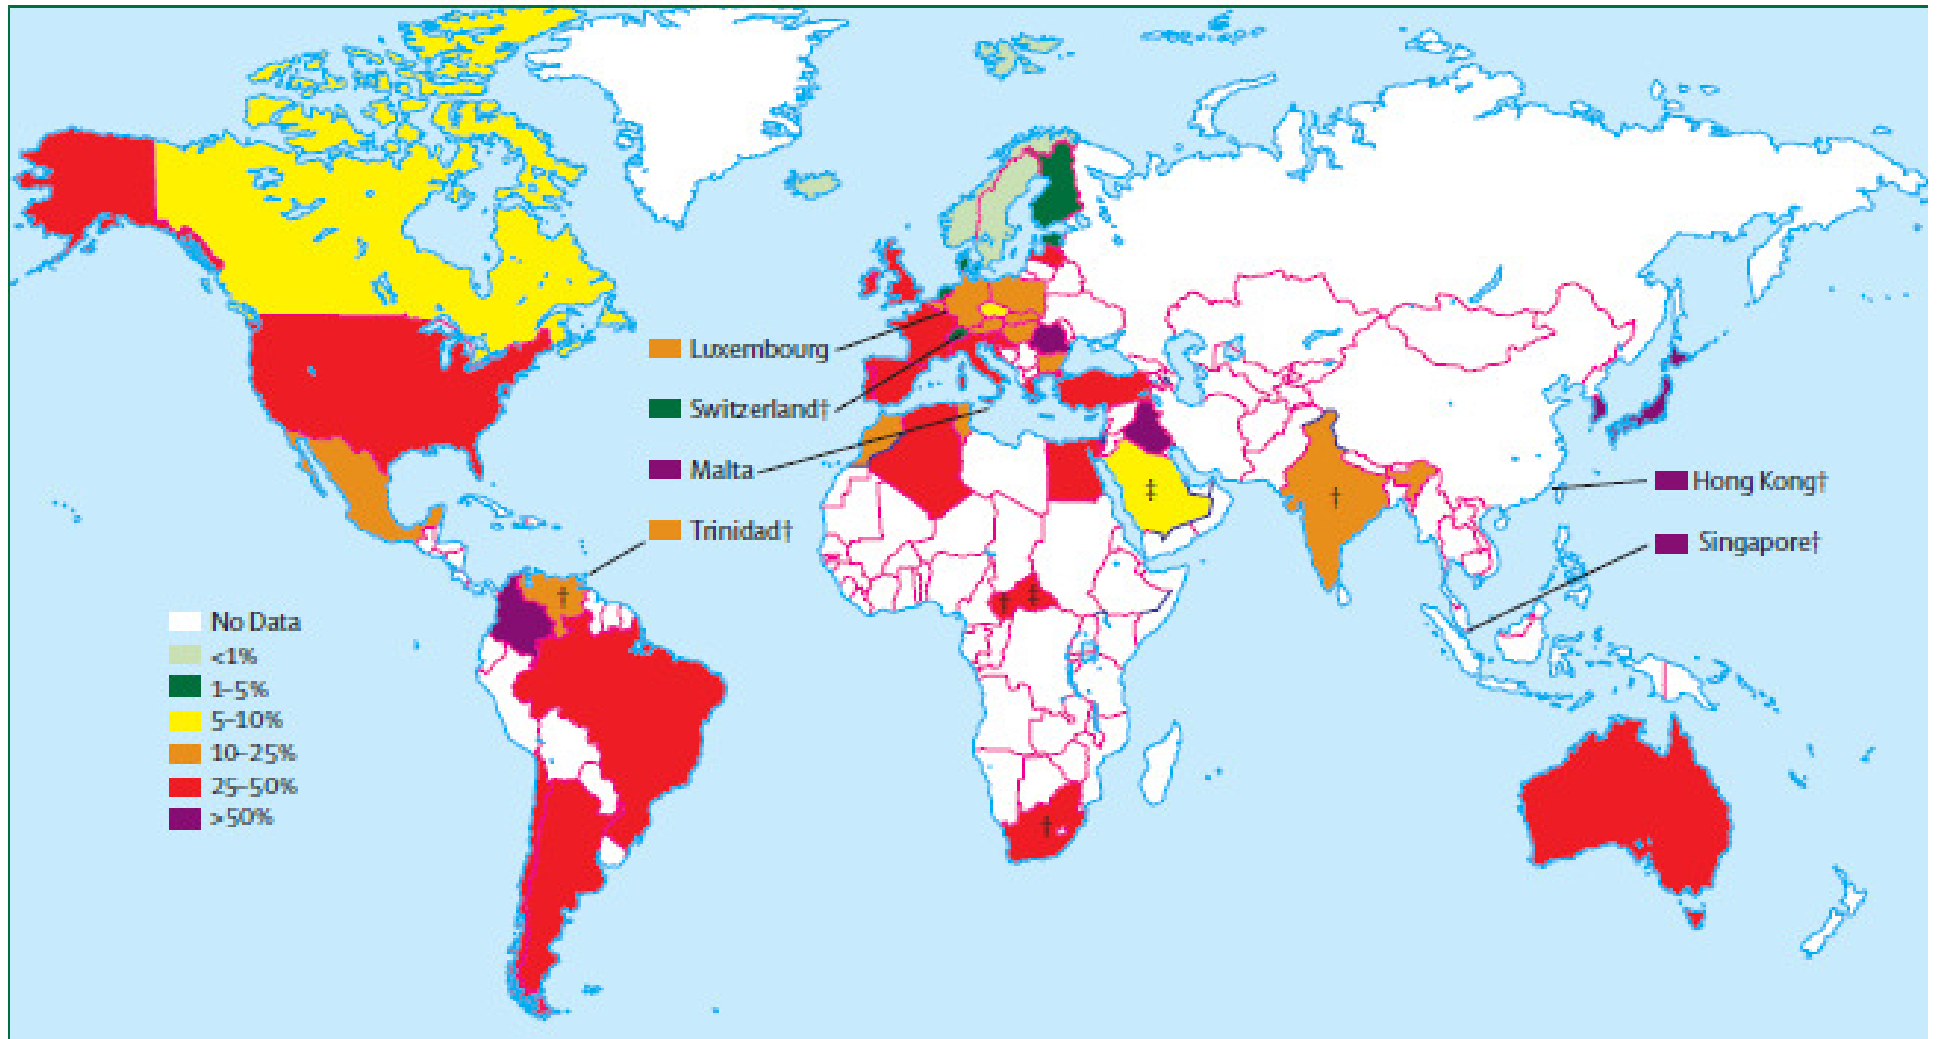 Luxembourg
Switzerland†
Malta
Trinidad†
Hong Kong†
Singapore†
‡
†
†
†
‡
†
No Data
<1%
1–5%
5–10%
10–25%
25–50%
>50%